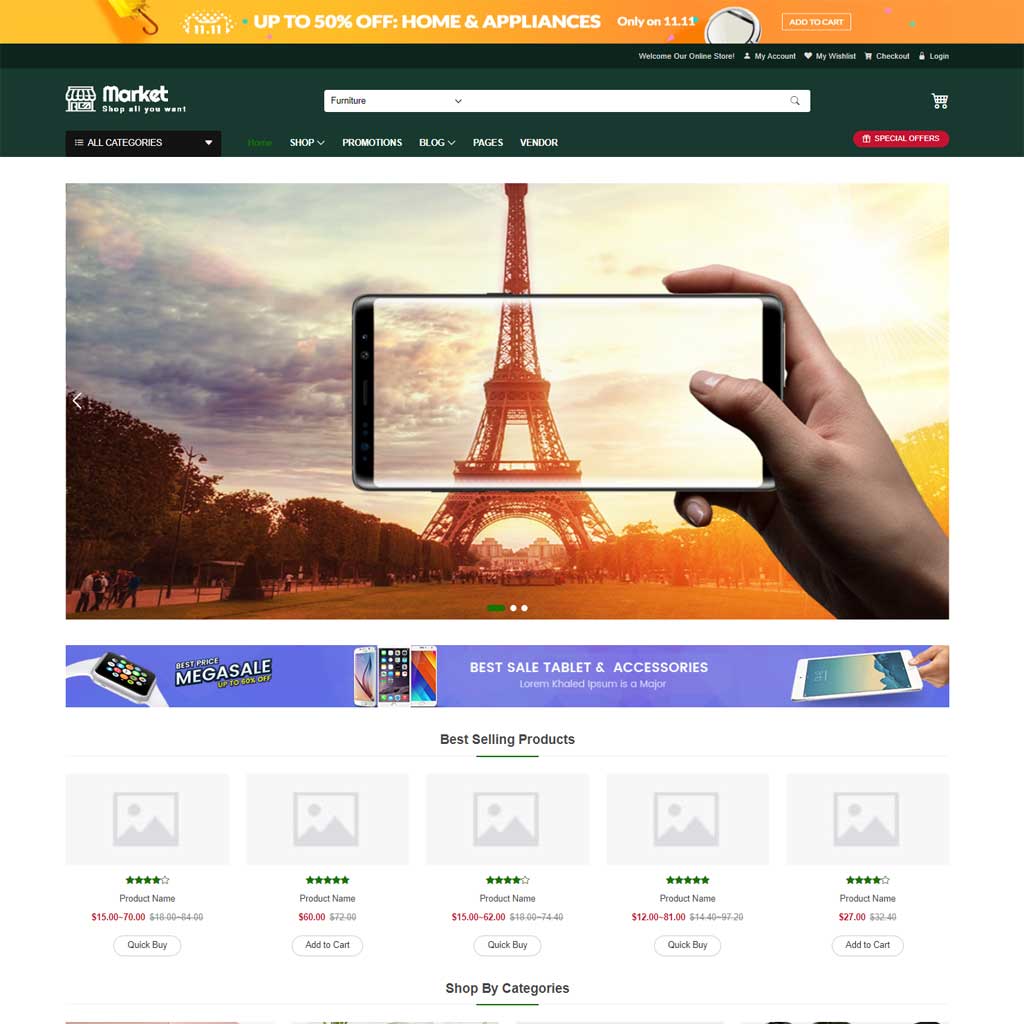 11.11
UP TO 50% OFF: HOME & APPLIANCES
Only on 11.11
ADD TO CART
Welcome Our Online Store! My Account My Wishlist Checkout Login
Market
Shop all you want
Furniture
ALL CATEGORIES
Home SHOP PROMOTIONS BLOG PAGES VENDOR
SPECIAL OFFERS
BEST PRICE
MEGASALE
UP TO 60% OFF
BEST SALE TABLET & ACCESSORIES
Lorem Khaled Ipsum is a Major
Best Selling Products
Product Name Product Name Product Name Product Name Product Name
$15.00~70.00 $18.00~84.00 $60.00 $72.00 $15.00~62.00 $18.00~74.40 $12.00~81.00 $14.40~97.20 $27.00 $32.40
Quick Buy Add to Cart Quick Buy Quick Buy Add to Cart
Shop By Categories